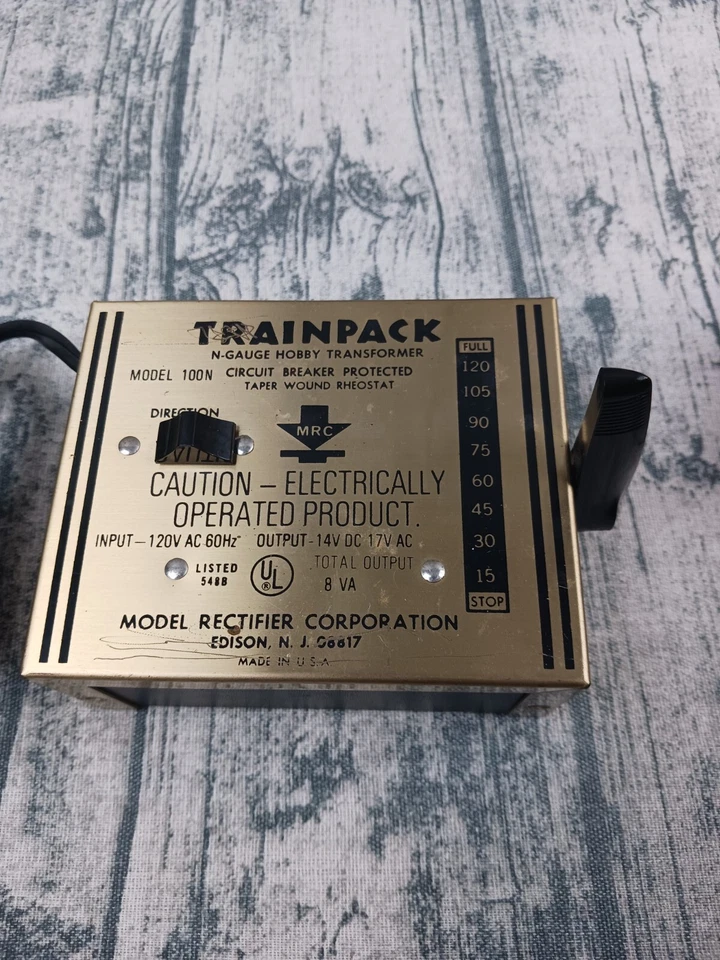 TRAINPACK
N-GAUGE HOBBY TRANSFORMER
MODEL 100N CIRCUIT BREAKER PROTECTED
TAPER WOUND RHEOSTAT
DIRECTION
MRC
CAUTION – ELECTRICALLY
OPERATED PRODUCT.
INPUT–120V AC 60Hz OUTPUT-14V DC 17V AC
LISTED
548B
UL
®
TOTAL OUTPUT
8 VA
MODEL RECTIFIER CORPORATION
EDISON, N. J. 08817
MADE IN U.S.A.
FULL
120
105
90
75
60
45
30
15
STOP